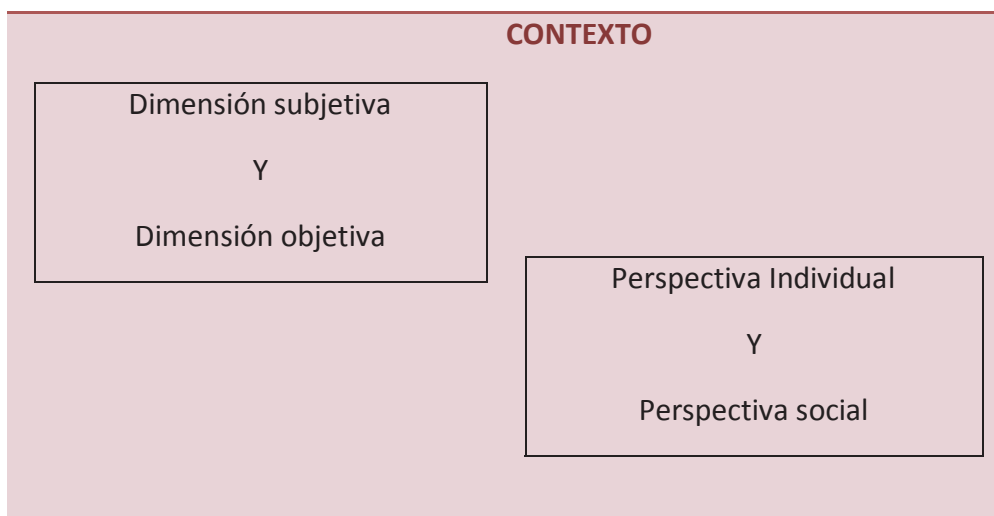 CONTEXTO
Dimensión subjetiva
Y
Dimensión objetiva
Perspectiva Individual
Y
Perspectiva social